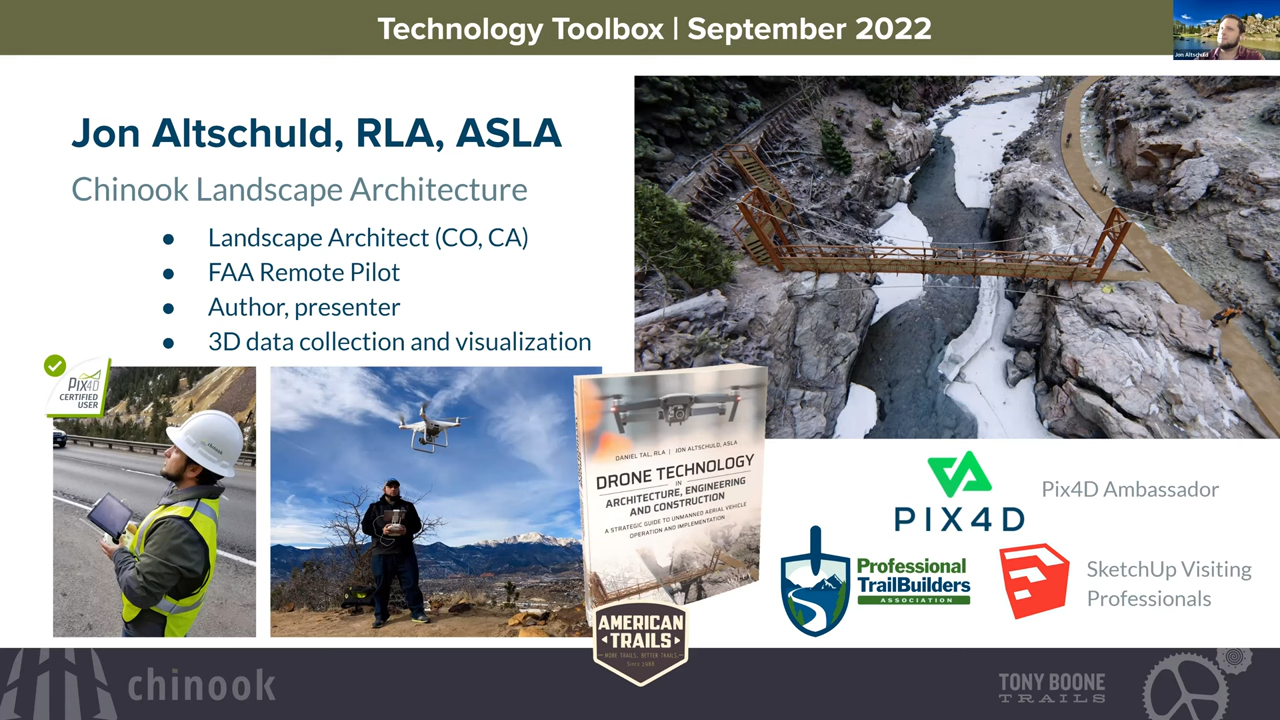 Technology Toolbox | September 2022
Jon Altschuld
Jon Altschuld, RLA, ASLA
Chinook Landscape Architecture
● Landscape Architect (CO, CA)
● FAA Remote Pilot
● Author, presenter
● 3D data collection and visualization
PIX4D
CERTIFIED
USER
chinook
DANIEL TAL, RLA | JON ALTSCHULD, ASLA
DRONE TECHNOLOGY
IN
ARCHITECTURE, ENGINEERING
AND CONSTRUCTION
A STRATEGIC GUIDE TO UNMANNED AERIAL VEHICLE
OPERATION AND IMPLEMENTATION
PIX4D
Pix4D Ambassador
Professional
TrailBuilders
ASSOCIATION
SketchUp Visiting
Professionals
AMERICAN
TRAILS
MORE TRAILS. BETTER TRAILS.
Since 1988
chinook
TONY BOONE
TRAILS